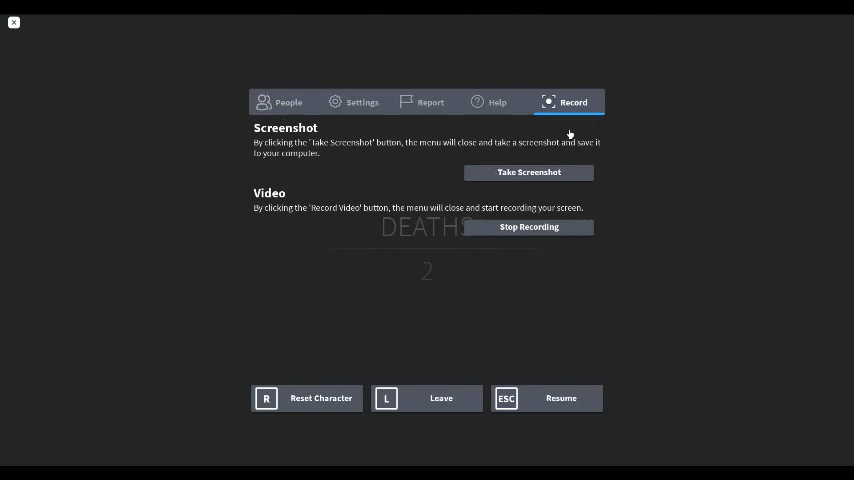 People Settings Report Help Record
Screenshot
By clicking the 'Take Screenshot' button, the menu will close and take a screenshot and save it
to your computer.
Take Screenshot
Video
By clicking the 'Record Video' button, the menu will close and start recording your screen.
DEATHS
Stop Recording
2
R Reset Character L Leave ESC Resume